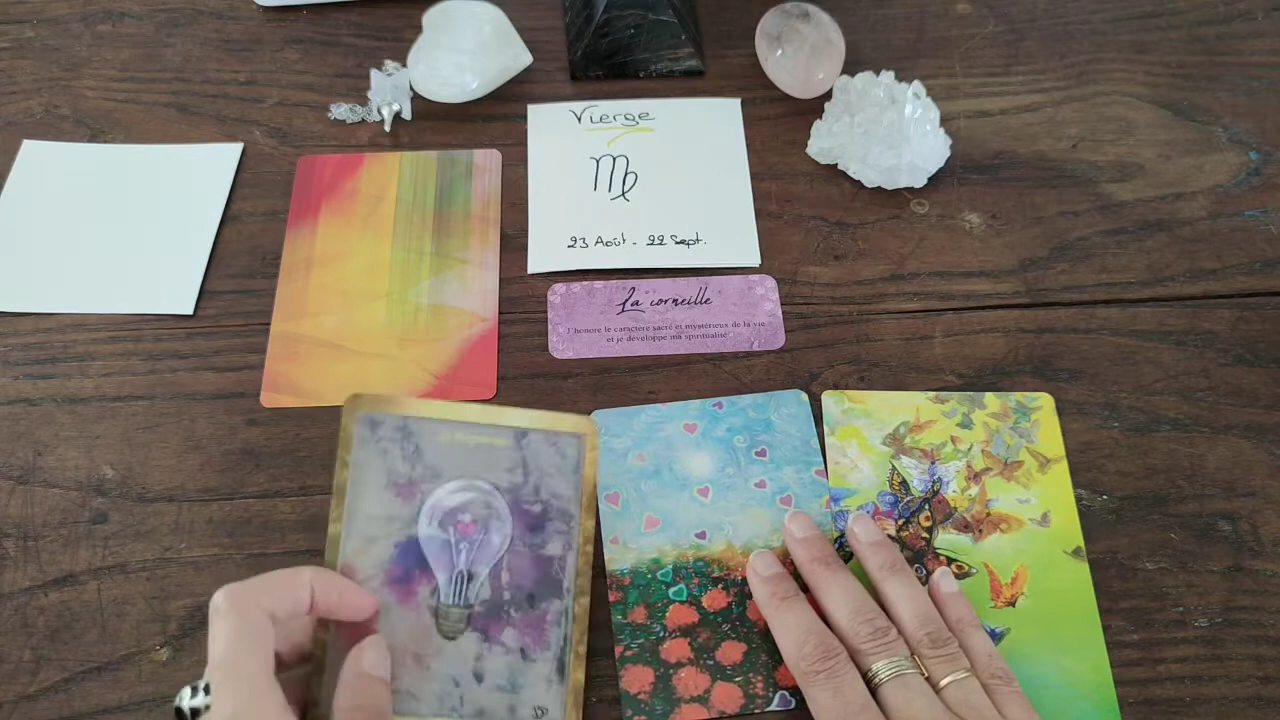 Vierge
♍
23 Août - 22 Sept.
La corneille
J'honore le caractère sacré et mystérieux de la vie
et je développe ma spiritualité